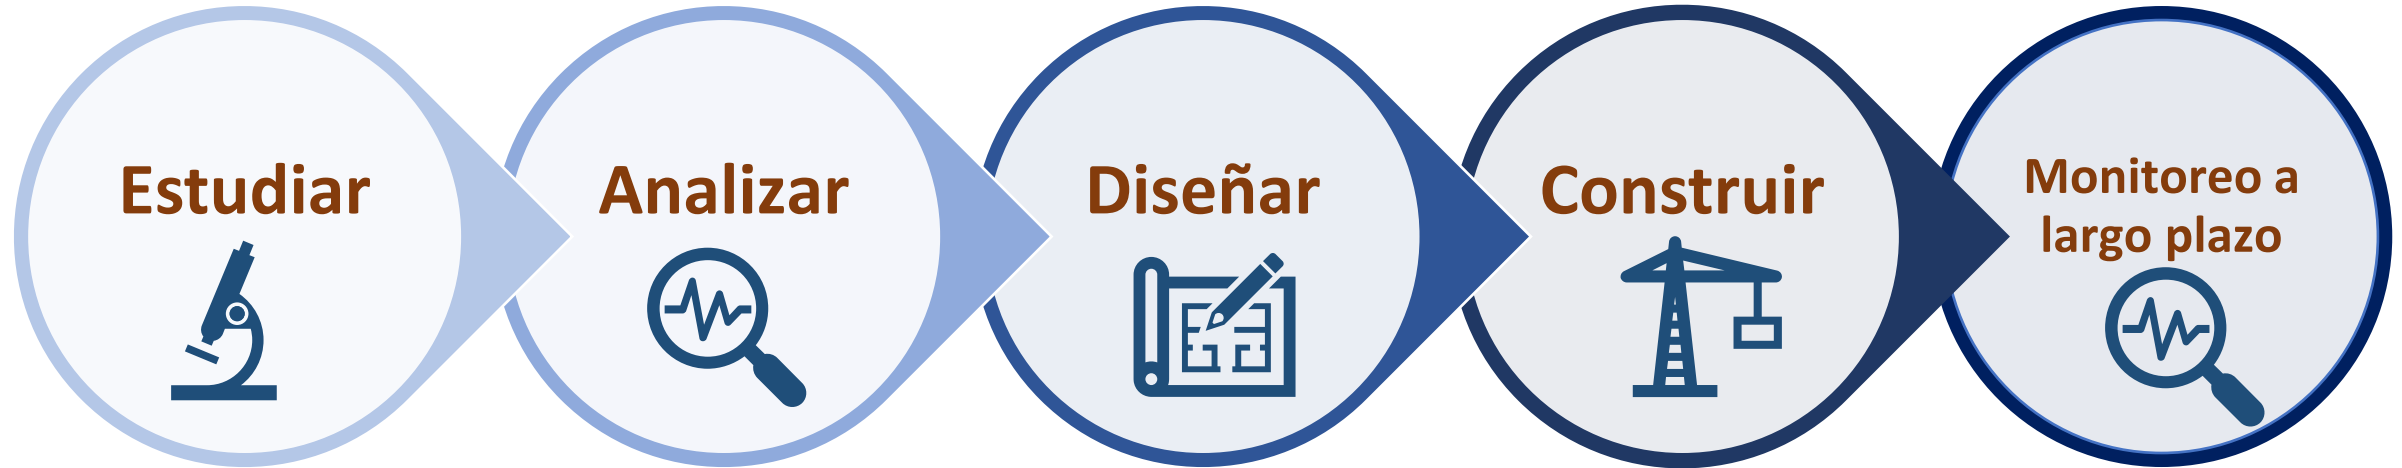 Estudiar
Analizar
Diseñar
Construir
Monitoreo a
largo plazo